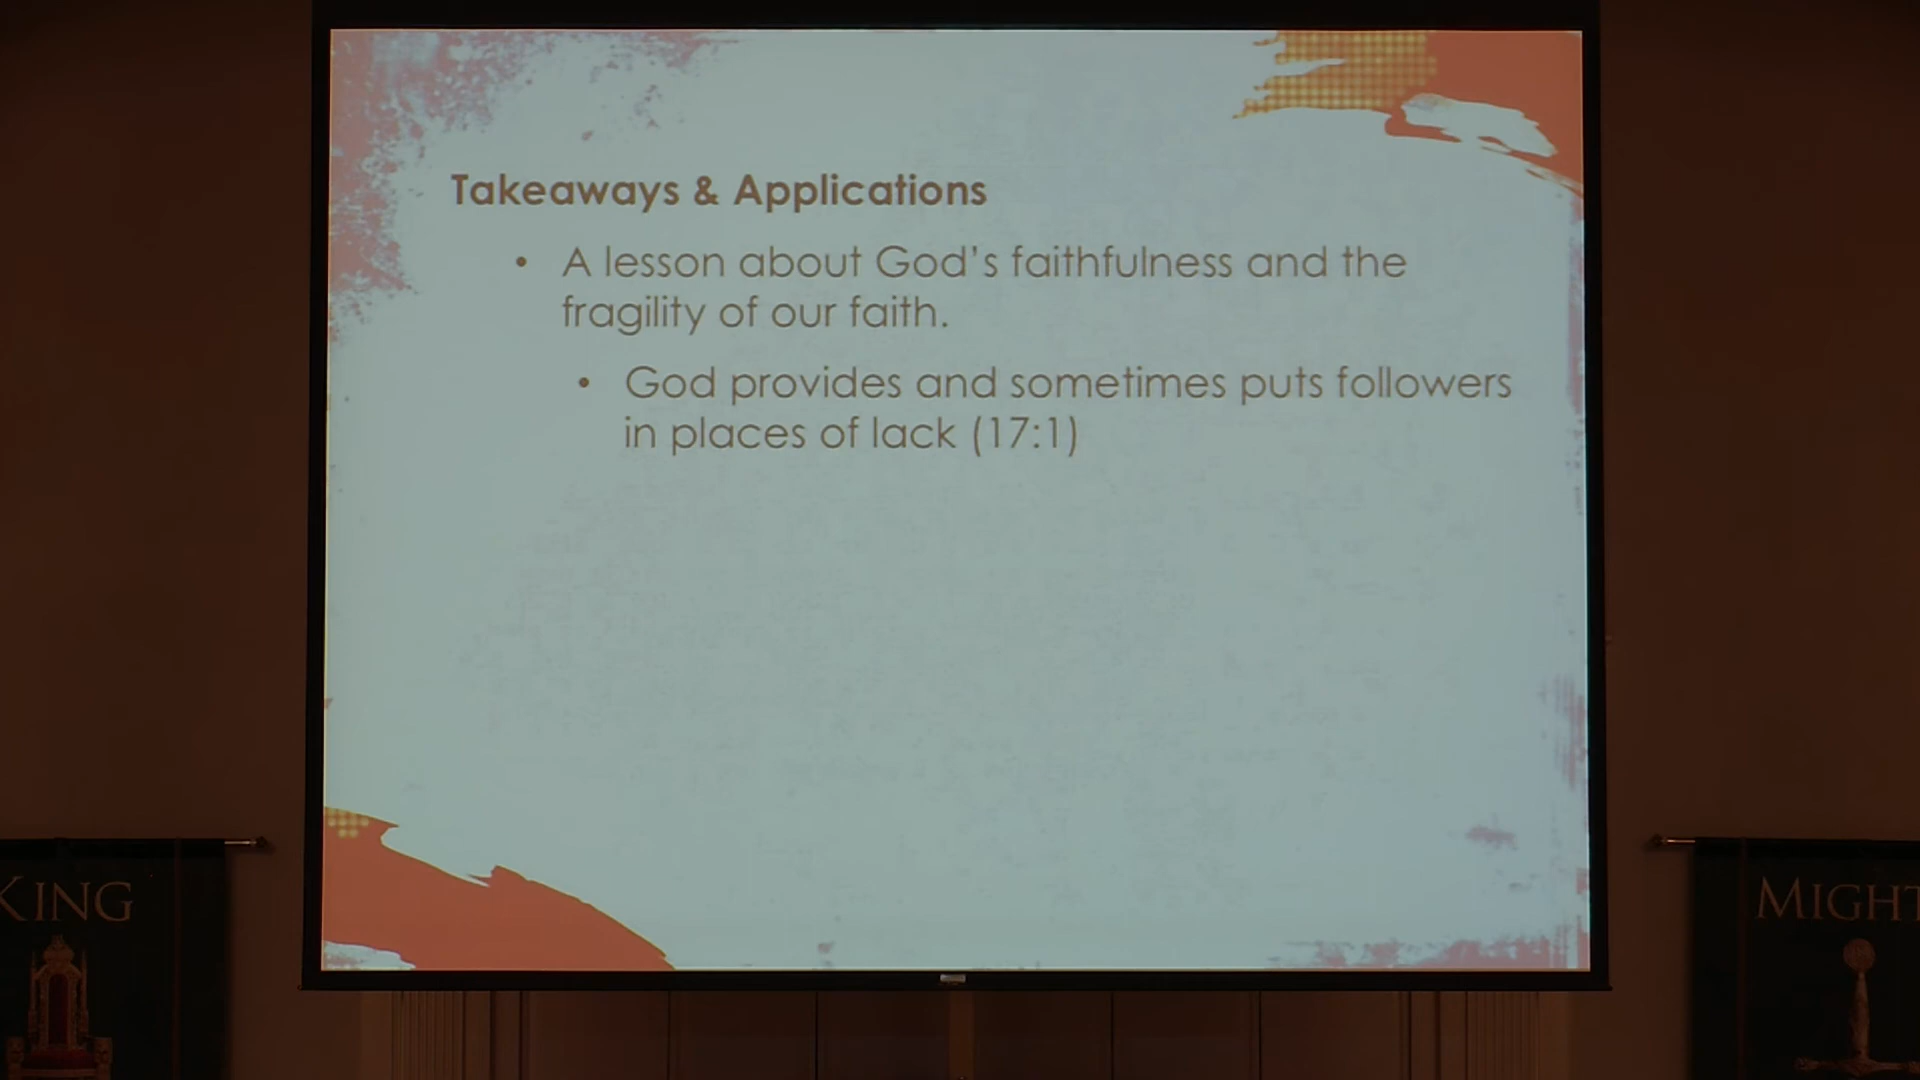 Takeaways & Applications
• A lesson about God's faithfulness and the
fragility of our faith.
• God provides and sometimes puts followers
in places of lack (17:1)
KING
MIGHT